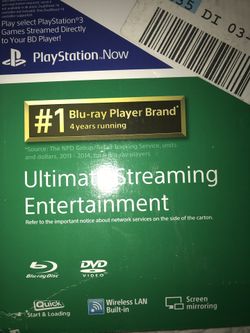 Play select PlayStation®3
Games Streamed Directly
to Your BD Player!
35 DI 03-
PlayStation™Now
#1 Blu-ray Player Brand*
4 years running
*Source: The NPD Group/Retail Tracking Service, units
and dollars, 2011 - 2014, Blu-ray players
Ultimate Streaming
Entertainment
Refer to the important notice about network services on the side of the carton.
Blu-ray Disc
DVD
VIDEO
Quick
Start & Loading
Wireless LAN
Built-in
Screen
mirroring